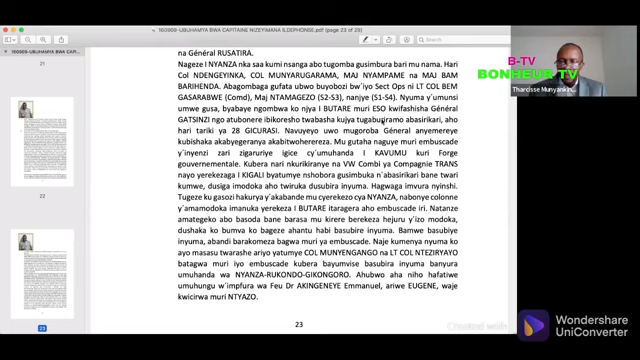 160909-UBUHAMYA BWA CAPITAINE NIZEYIMANA ILDEPHONSE.pdf (page 23 of 29)
160909-UBUHAMYA BWA CAPI...
21
22
23
na Général RUSATIRA.
Nageze I NYANZA nka saa kumi nsanga abo tugomba gusimbura bari mu nama. Hari
Col NDENGEYINKA, COL MUNYARUGARAMA, MAJ NYAMPAME na MAJ BAM
BARIHENDA. Abagombaga gufata ubwo buyobozi bw'iyo Sect Ops ni LT COL BEM
GASARABWE (Comd), Maj NTAMAGEZO (S2-S3), nanjye (S1-S4). Nyuma y'umunsi
umwe gusa, byabaye ngombwa ko njya I BUTARE muri ESO kwifashisha Général
GATSINZI ngo atubonere ibikoresho twabasha kujya tugaburiramo abasirikari, aho
hari tariki ya 28 GICURASI. Navuyeyo uwo mugoroba Général anyemereye
kubishaka akabyegeranya akabitwoherereza. Mu gutaha naguye muri embuscade
y'inyenzi zari zigaruriye igice cy'umuhanda I KAVUMU kuri Forge
gouvernementale. Kubera nari nkurikiranye na VW Combi ya Compagnie TRANS
nayo yerekezaga I KIGALI byatumye nshobora gusimbuka n'abasirikari bane twari
kumwe, dusiga imodoka aho twiruka dusubira inyuma. Hagwaga imvura nyinshi.
Tugeze ku gasozi hakurya y'akabande mu cyerekezo cya NYANZA, nabonye colonne
y'amamodoka imanuka yerekeza I BUTARE itaragera aho embuscade iri. Natanze
amategeko abo basoda bane barasa mu kirere berekeza hejuru y'izo modoka,
dushaka ko bumva ko bageze ahantu habi basubira inyuma. Bamwe basubiye
inyuma, abandi barakomeza bagwa muri ya embuscade. Naje kumenya nyuma ko
ayo masasu twarashe ariyo yatumye COL MUNYENGANGO na LT COL NTEZIRYAYO
batagwa muri iyo embuscade kubera bayumvise basubira inyuma banyura
umuhanda wa NYANZA-RUKONDO-GIKONGORO. Ahubwo aho niho hafatiwe
umuhungu w'impfura wa Feu Dr AKINGENEYE Emmanuel, ariwe EUGENE, waje
kwicirwa muri NTYAZO.
23
B-TV
BONHEUR TV
Wondershare
UniConverter